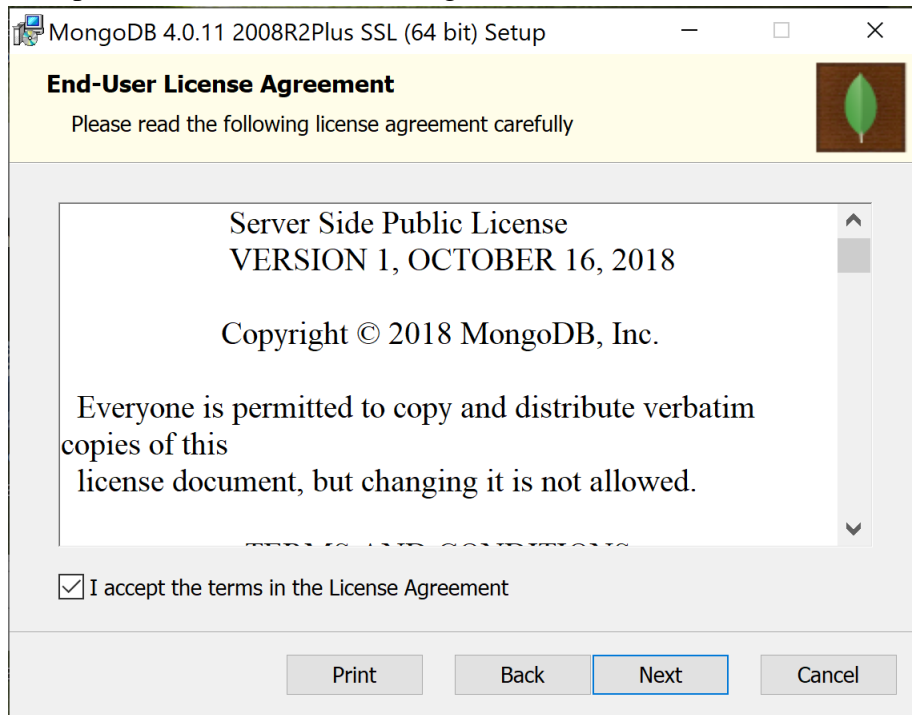 MongoDB 4.0.11 2008R2Plus SSL (64 bit) Setup
End-User License Agreement
Please read the following license agreement carefully
Server Side Public License
VERSION 1, OCTOBER 16, 2018
Copyright © 2018 MongoDB, Inc.
Everyone is permitted to copy and distribute verbatim
copies of this
license document, but changing it is not allowed.
TERMS AND CONDITIONS
I accept the terms in the License Agreement
Print Back Next Cancel